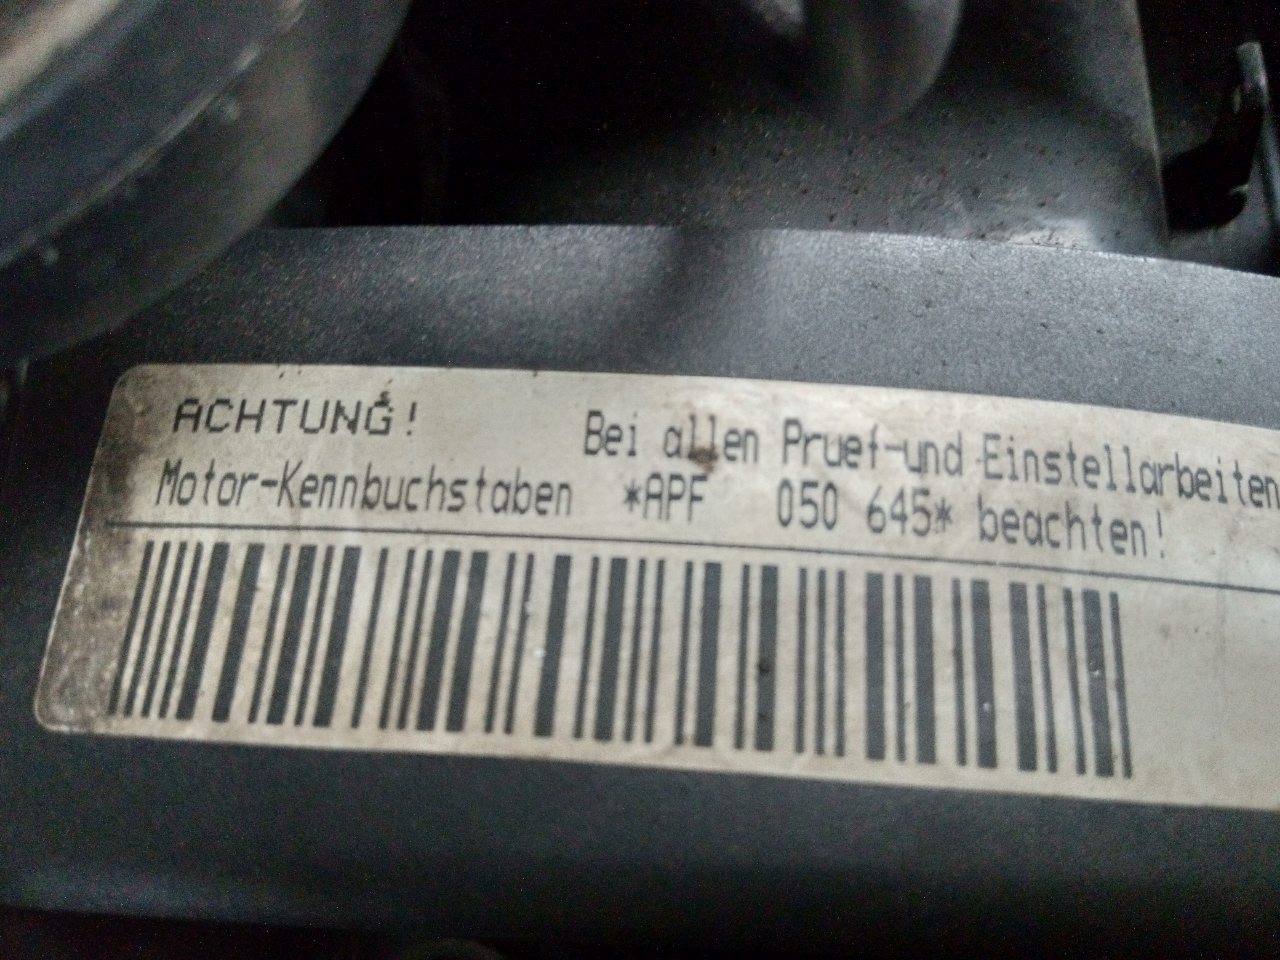 ACHTUNG! Bei allen Pruef-und Einstellarbeiten
Motor-Kennbuchstaben *APF 050 645* beachten!